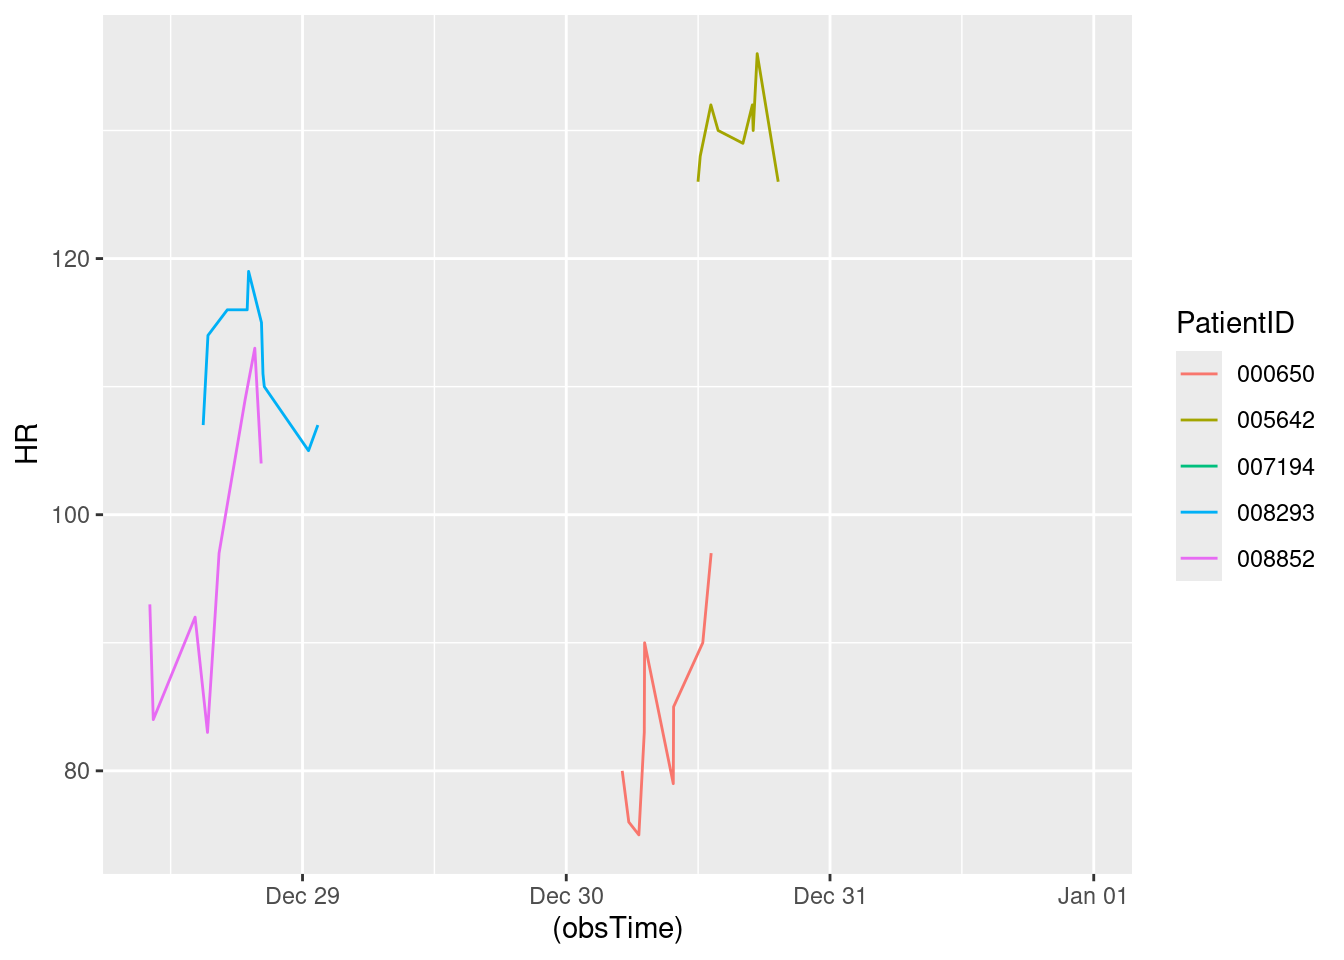 120
100
80
HR
Dec 29
Dec 30
Dec 31
Jan 01
(obsTime)
PatientID
000650
005642
007194
008293
008852